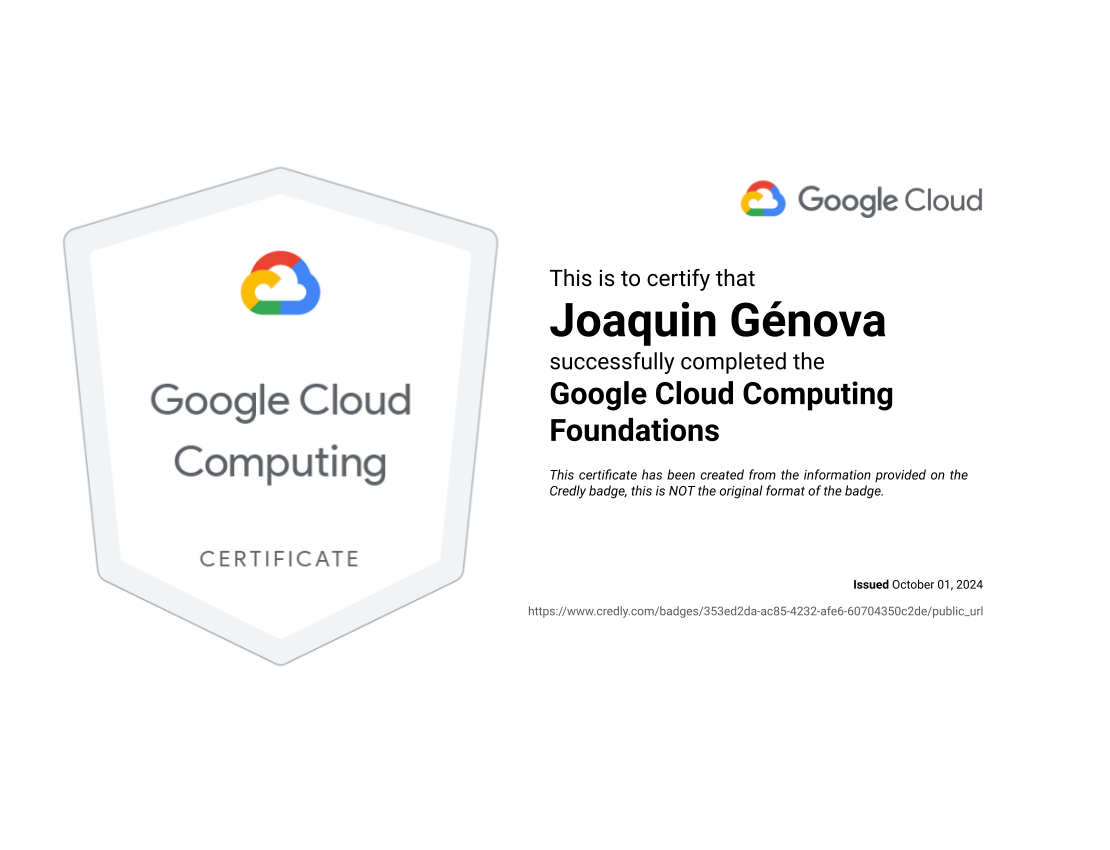 Google Cloud
Computing
CERTIFICATE
Google Cloud
This is to certify that
Joaquin Génova
successfully completed the
Google Cloud Computing
Foundations
This certificate has been created from the information provided on the
Credly badge, this is NOT the original format of the badge.
Issued October 01, 2024
https://www.credly.com/badges/353ed2da-ac85-4232-afe6-60704350c2de/public_url